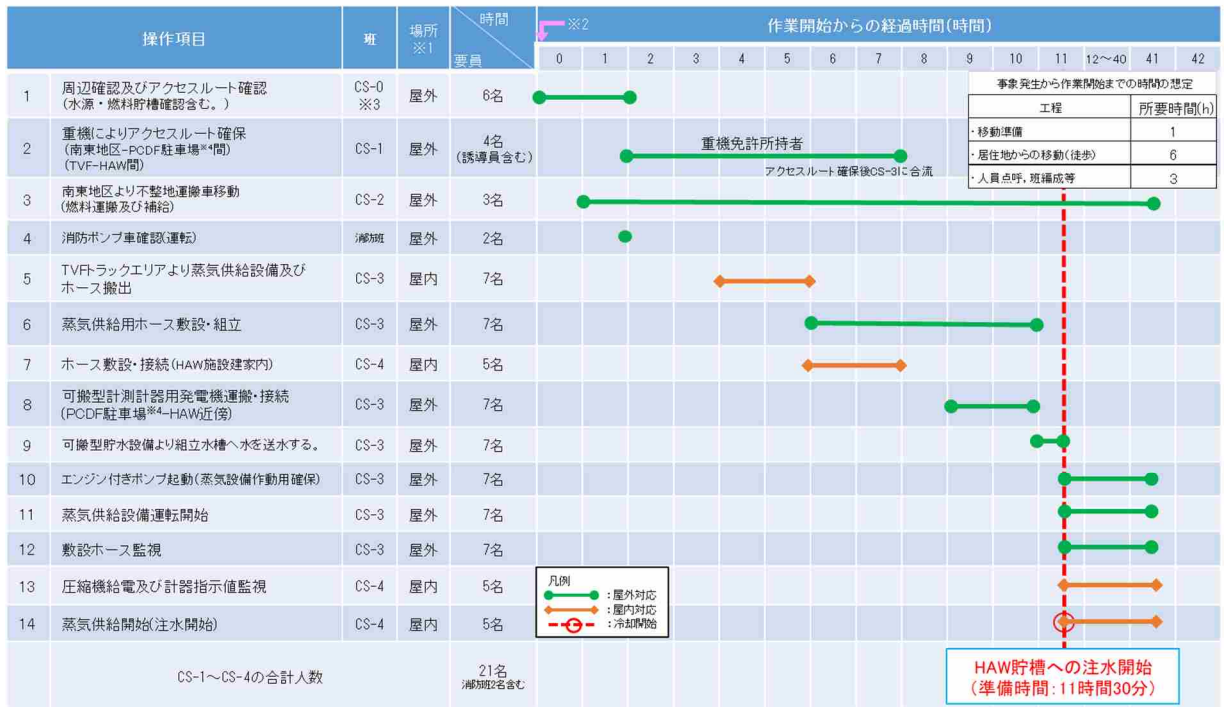 操作項目 班 場所 時間 ※2 作業開始からの経過時間(時間)
※1 要員 0 1 2 3 4 5 6 7 8 9 10 11 12～40 41 42
事象発生から作業開始までの時間の想定
工程 所要時間(h)
・移動準備 1
・居住地からの移動(徒歩) 6
・人員点呼，班編成等 3
1 周辺確認及びアクセスルート確認 CS-0 屋外 6名
(水源・燃料貯槽確認含む。) ※3
2 重機によりアクセスルート確保 CS-1 屋外 4名 重機免許所持者
(南東地区-PCDF駐車場※4間) (誘導員含む)
(TVF-HAW間) アクセスルート確保後CS-3に合流
3 南東地区より不整地運搬車移動 CS-2 屋外 3名
(燃料運搬及び補給)
4 消防ポンプ車確認(運転) 消防班 屋外 2名
5 TVFトラックエリアより蒸気供給設備及び CS-3 屋内 7名
ホース搬出
6 蒸気供給用ホース敷設・組立 CS-3 屋外 7名
7 ホース敷設・接続(HAW施設建家内) CS-4 屋内 5名
8 可搬型計測計器用発電機運搬・接続 CS-3 屋外 7名
(PCDF駐車場※4-HAW近傍)
9 可搬型貯水設備より組立水槽へ水を送水する。 CS-3 屋外 7名
10 エンジン付きポンプ起動(蒸気設備作動用確保) CS-3 屋外 7名
11 蒸気供給設備運転開始 CS-3 屋外 7名
12 敷設ホース監視 CS-3 屋外 7名
13 圧縮機給電及び計器指示値監視 CS-4 屋内 5名
14 蒸気供給開始(注水開始) CS-4 屋内 5名
凡例
：屋外対応
：屋内対応
：冷却開始
CS-1～CS-4の合計人数 21名
消防班2名含む
HAW貯槽への注水開始
(準備時間：11時間30分)